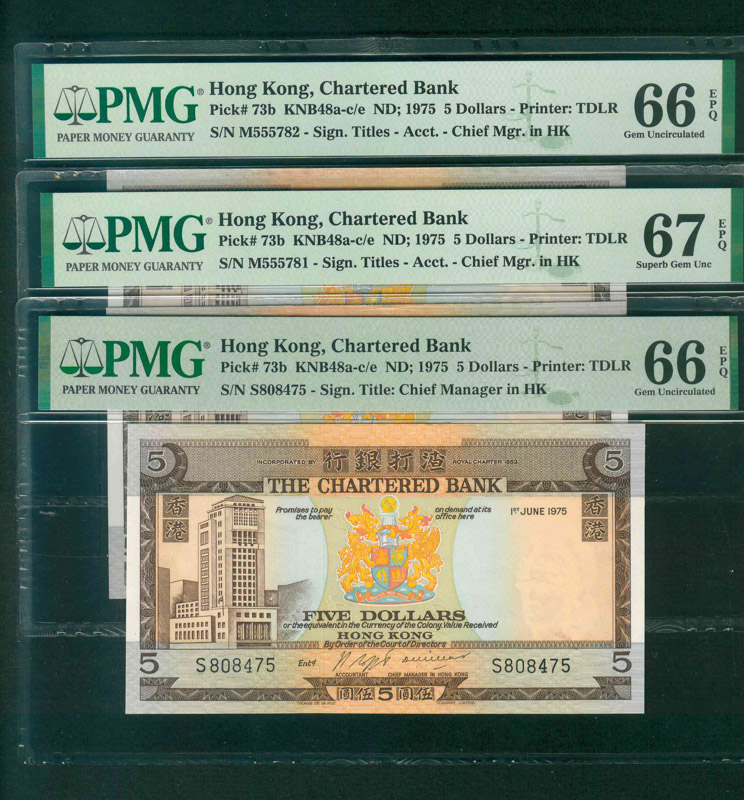 PMG®
PAPER MONEY GUARANTY
Hong Kong, Chartered Bank
Pick# 73b KNB48a-c/e ND; 1975 5 Dollars - Printer: TDLR
S/N M555782 - Sign. Titles - Acct. - Chief Mgr. in HK
66 EPQ
Gem Uncirculated
PMG®
PAPER MONEY GUARANTY
Hong Kong, Chartered Bank
Pick# 73b KNB48a-c/e ND; 1975 5 Dollars - Printer: TDLR
S/N M555781 - Sign. Titles - Acct. - Chief Mgr. in HK
67 EPQ
Superb Gem Unc
PMG®
PAPER MONEY GUARANTY
Hong Kong, Chartered Bank
Pick# 73b KNB48a-c/e ND; 1975 5 Dollars - Printer: TDLR
S/N S808475 - Sign. Title: Chief Manager in HK
66 EPQ
Gem Uncirculated
5 INCORPORATED BY 行銀打渣 ROYAL CHARTER 1853 5
THE CHARTERED BANK
香港 Promises to pay the bearer on demand at its office here 1ST JUNE 1975 香港
FIVE DOLLARS
or the equivalent in the Currency of the Colony, Value Received
HONG KONG
By Order of the Court of Directors
5 S808475 Entd S808475 5
ACCOUNTANT CHIEF MANAGER IN HONG KONG
圓伍 5 圓伍